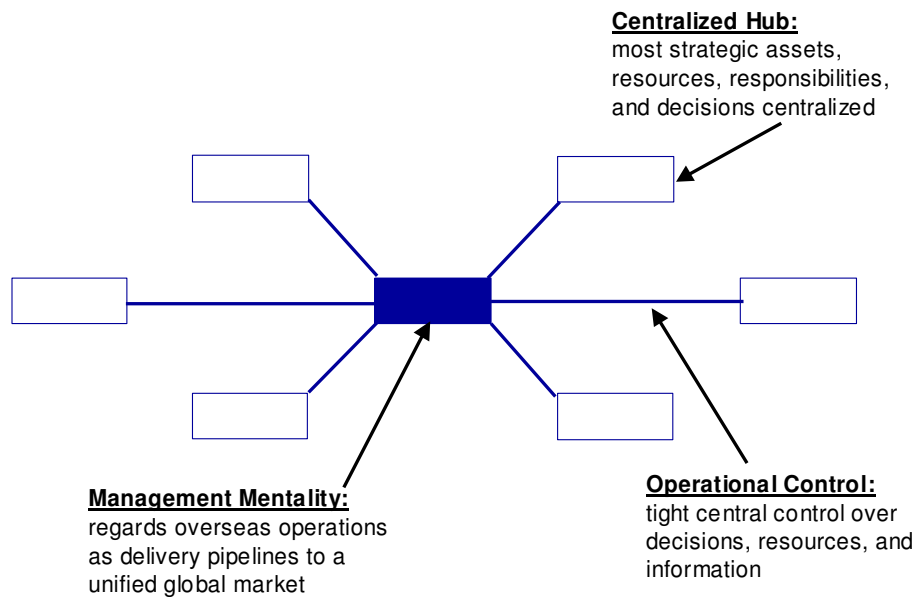 Centralized Hub:
most strategic assets,
resources, responsibilities,
and decisions centralized
Management Mentality:
regards overseas operations
as delivery pipelines to a
unified global market
Operational Control:
tight central control over
decisions, resources, and
information